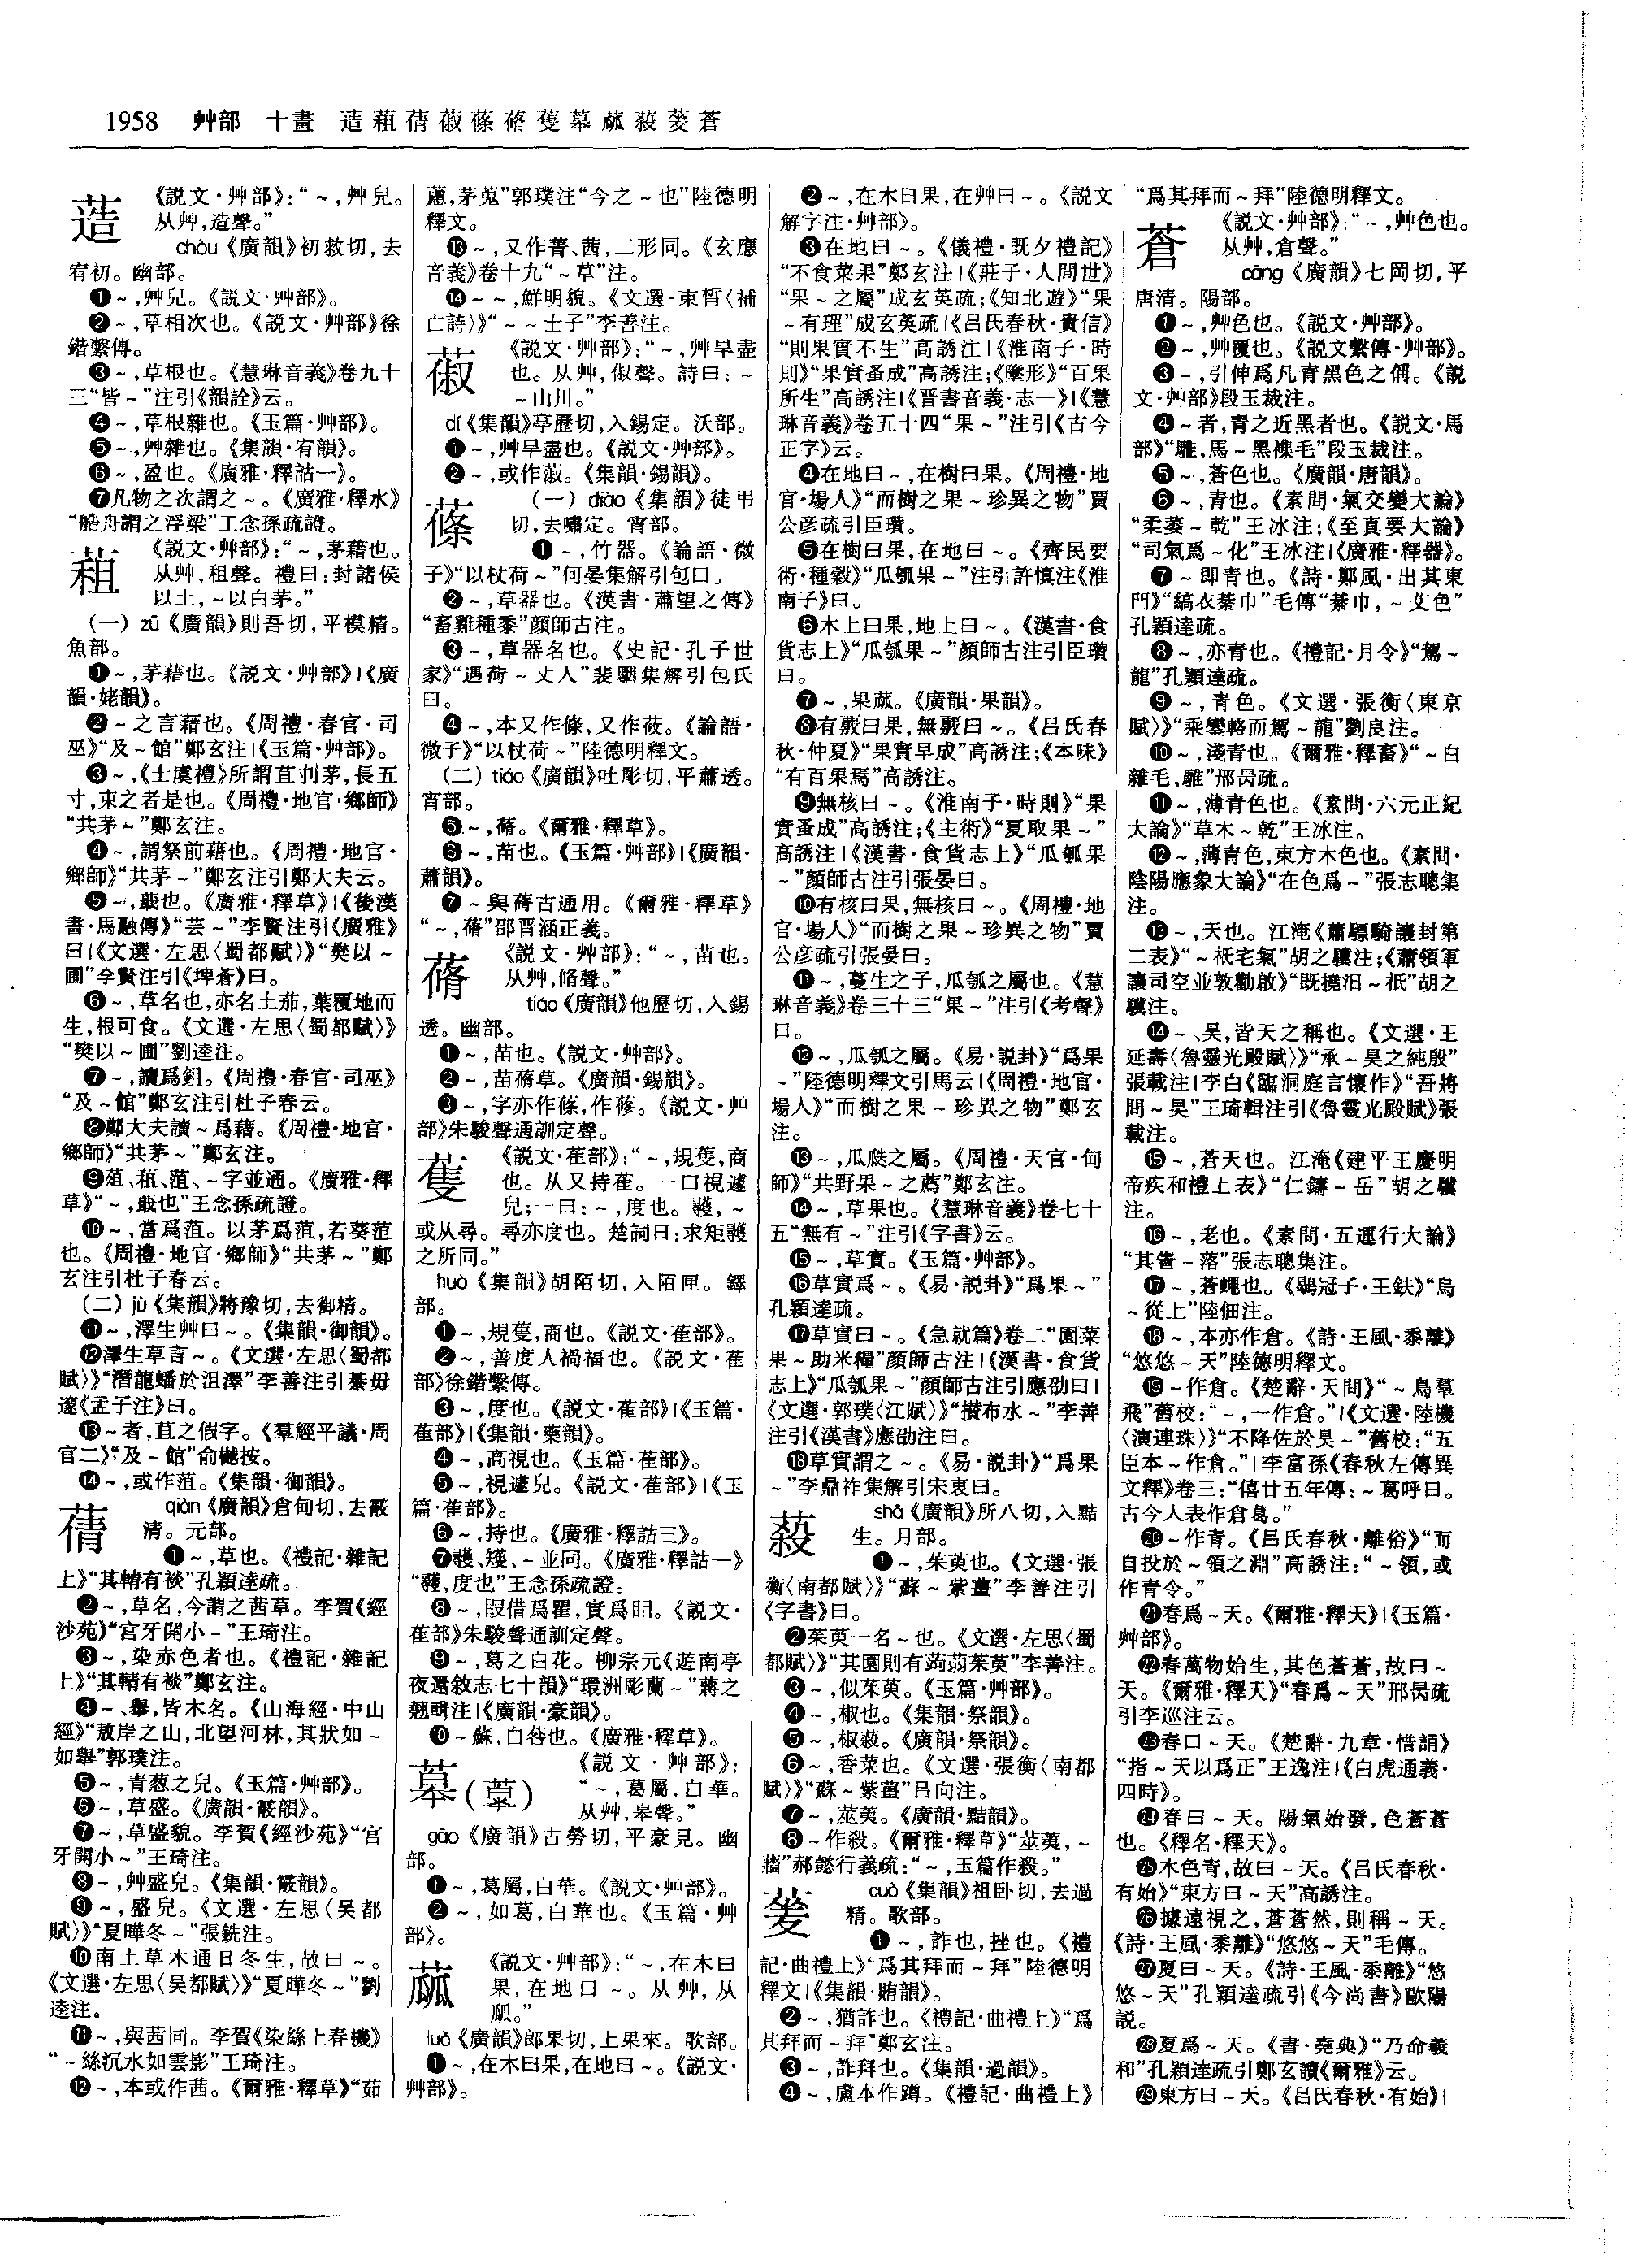 1958 艸部 十畫 蓝蒩蒨蔋蓧蓨蒦蒫蓏蔱蓌蒼
簉
《説文·艸部》：“～，艸皃。
从艸，造聲。”
chòu《廣韻》初救切，去
宥初。幽部。
❶～，艸皃。《説文·艸部》。
❷～，草相次也。《説文·艸部》徐
鍇繫傳。
❸～，草根也。《慧琳音義》卷九十
三“皆～”注引《韻詮》云。
❹～，草根雜也。《玉篇·艸部》。
❺～，艸雜也。《集韻·宥韻》。
❻～，盈也。《廣雅·釋詁一》。
❼凡物之次謂之～。《廣雅·釋水》
“艁舟謂之浮梁”王念孫疏證。
蒩
《説文·艸部》：“～，茅藉也。
从艸，租聲。禮曰：封諸侯
以土，～以白茅。”
（一）zū《廣韻》則吾切，平模精。
魚部。
❶～，茅藉也。《説文·艸部》|《廣
韻·姥韻》。
❷～之言藉也。《周禮·春官·司
巫》“及～館”鄭玄注|《玉篇·艸部》。
❸～，《士虞禮》所謂苴刌茅，長五
寸，束之者是也。《周禮·地官·鄉師》
“共茅～”鄭玄注。
❹～，謂祭前藉也。《周禮·地官·
鄉師》“共茅～”鄭玄注引鄭大夫云。
❺～，蕺也。《廣雅·釋草》|《後漢
書·馬融傳》“芸～”李賢注引《廣雅》
曰|《文選·左思〈蜀都賦〉》“樊以～
圃”李賢注引《埤蒼》曰。
❻～，草名也，亦名土茄，葉覆地而
生，根可食。《文選·左思〈蜀都賦〉》
“樊以～圃”劉逵注。
❼～，讀爲鉏。《周禮·春官·司巫》
“及～館”鄭玄注引杜子春云。
❽鄭大夫讀～爲藉。《周禮·地官·
鄉師》“共茅～”鄭玄注。
❾葅、蒩、菹、～字並通。《廣雅·釋
草》“～，蕺也”王念孫疏證。
❿～，當爲菹。以茅爲菹，若葵菹
也。《周禮·地官·鄉師》“共茅～”鄭
玄注引杜子春云。
（二）jù《集韻》將豫切，去御精。
⓫～，澤生艸曰～。《集韻·御韻》。
⓬澤生草言～。《文選·左思〈蜀都
賦〉》“潛龍蟠於沮澤”李善注引綦毋
邃《孟子注》曰。
⓭～者，苴之假字。《羣經平議·周
官二》“及～館”俞樾按。
⓮～，或作菹。《集韻·御韻》。
蒨
qiàn《廣韻》倉甸切，去霰
清。元部。
❶～，草也。《禮記·雜記
上》“其輤有裧”孔穎達疏。
❷～，草名，今謂之茜草。李賀《經
沙苑》“宮牙開小～”王琦注。
❸～，染赤色者也。《禮記·雜記
上》“其輤有裧”鄭玄注。
❹～、舉，皆木名。《山海經·中山
經》“敖岸之山，北望河林，其狀如～
如舉”郭璞注。
❺～，青葱之皃。《玉篇·艸部》。
❻～，草盛。《廣韻·霰韻》。
❼～，草盛貌。李賀《經沙苑》“宮
牙開小～”王琦注。
❽～，艸盛皃。《集韻·霰韻》。
❾～，盛皃。《文選·左思〈吴都
賦〉》“夏曄冬～”張銑注。
❿南土草木通日冬生，故曰～。
《文選·左思〈吴都賦〉》“夏曄冬～”劉
逵注。
⓫～，與茜同。李賀《染絲上春機》
“～絲沉水如雲影”王琦注。
⓬～，本或作茜。《爾雅·釋草》“茹
藘，茅蒐”郭璞注“今之～也”陸德明
釋文。
⓭～，又作蒨、茜，二形同。《玄應
音義》卷十九“～草”注。
⓮～～，鮮明貌。《文選·束晳〈補
亡詩〉》“～～士子”李善注。
蔋
《説文·艸部》：“～，艸旱盡
也。从艸，俶聲。詩曰：～
～山川。”
dí《集韻》亭歷切，入錫定。沃部。
❶～，艸旱盡也。《説文·艸部》。
❷～，或作蔋。《集韻·錫韻》。
蓧
（一）diào《集韻》徒弔
切，去嘯定。宵部。
❶～，竹器。《論語·微
子》“以杖荷～”何晏集解引包曰。
❷～，草器也。《漢書·蕭望之傳》
“畜雞種黍”顔師古注。
❸～，草器名也。《史記·孔子世
家》“遇荷～丈人”裴駰集解引包氏
曰。
❹～，本又作條，又作莜。《論語·
微子》“以杖荷～”陸德明釋文。
（二）tiáo《廣韻》吐彫切，平蕭透。
宵部。
❺～，蓨。《爾雅·釋草》。
❻～，苖也。《玉篇·艸部》|《廣韻·
蕭韻》。
❼～與蓨古通用。《爾雅·釋草》
“～，蓨”邵晉涵正義。
蓨
《説文·艸部》：“～，苗也。
从艸，脩聲。”
tiáo《廣韻》他歷切，入錫
透。幽部。
❶～，苗也。《説文·艸部》。
❷～，苗蓨草。《廣韻·錫韻》。
❸～，字亦作蓧，作蓚。《説文·艸
部》朱駿聲通訓定聲。
蒦
《説文·萑部》：“～，規蒦，商
也。从又持萑。一曰視遽
皃；一曰：～，度也。彠，～
或从尋。尋亦度也。楚詞曰：求矩彠
之所同。”
huò《集韻》胡陌切，入陌匣。鐸
部。
❶～，規蒦，商也。《説文·萑部》。
❷～，善度人禍福也。《説文·萑
部》徐鍇繫傳。
❸～，度也。《説文·萑部》|《玉篇·
萑部》|《集韻·藥韻》。
❹～，高視也。《玉篇·萑部》。
❺～，視遽皃。《説文·萑部》|《玉
篇·萑部》。
❻～，持也。《廣雅·釋詁三》。
❼彠、矱、～並同。《廣雅·釋詁一》
“彠，度也”王念孫疏證。
❽～，叚借爲瞿，實爲䀠。《説文·
萑部》朱駿聲通訓定聲。
❾～，葛之白花。柳宗元《遊南亭
夜還敘志七十韻》“環洲彫蘭～”蔣之
翹輯注|《廣韻·豪韻》。
❿～蘇，白苳也。《廣雅·釋草》。
（䔌）
《説文·艸部》：
“～，葛屬，白華。
从艸，皋聲。”
gāo《廣韻》古勞切，平豪見。幽
部。
❶～，葛屬，白華。《説文·艸部》。
❷～，如葛，白華也。《玉篇·艸
部》。
蓏
《説文·艸部》：“～，在木曰
果，在地曰～。从艸，从
㼌。”
luǒ《廣韻》郎果切，上果來。歌部。
❶～，在木曰果，在地曰～。《説文·
艸部》。
❷～，在木曰果，在艸曰～。《説文
解字注·艸部》。
❸在地曰～。《儀禮·既夕禮記》
“不食菜果”鄭玄注|《莊子·人間世》
“果～之屬”成玄英疏；《知北遊》“果
～有理”成玄英疏|《吕氏春秋·貴信》
“則果實不生”高誘注|《淮南子·時
則》“果實蚤成”高誘注；《墬形》“百果
所生”高誘注|《晋書音義·志一》|《慧
琳音義》卷五十四“果～”注引《古今
正字》云。
❹在地曰～，在樹曰果。《周禮·地
官·場人》“而樹之果～珍異之物”賈
公彦疏引臣瓚。
❺在樹曰果，在地曰～。《齊民要
術·種穀》“瓜瓠果～”注引許慎注《淮
南子》曰。
❻木上曰果，地上曰～。《漢書·食
貨志上》“瓜瓠果～”顔師古注引臣瓚
曰。
❼～，果蓏。《廣韻·果韻》。
❽有覈曰果，無覈曰～。《吕氏春
秋·仲夏》“果實早成”高誘注；《本味》
“有百果焉”高誘注。
❾無核曰～。《淮南子·時則》“果
實蚤成”高誘注；《主術》“夏取果～”
高誘注|《漢書·食貨志上》“瓜瓠果
～”顔師古注引張晏曰。
❿有核曰果，無核曰～。《周禮·地
官·場人》“而樹之果～珍異之物”賈
公彦疏引張晏曰。
⓫～，蔓生之子，瓜瓠之屬也。《慧
琳音義》卷三十三“果～”注引《考聲》
曰。
⓬～，瓜瓠之屬。《易·説卦》“爲果
～”陸德明釋文引馬云|《周禮·地官·
場人》“而樹之果～珍異之物”鄭玄
注。
⓭～，瓜瓞之屬。《周禮·天官·甸
師》“共野果～之薦”鄭玄注。
⓮～，草果也。《慧琳音義》卷七十
五“無有～”注引《字書》云。
⓯～，草實。《玉篇·艸部》。
⓰草實爲～。《易·説卦》“爲果～”
孔穎達疏。
⓱草實曰～。《急就篇》卷二“園菜
果～助米糧”顔師古注|《漢書·食貨
志上》“瓜瓠果～”顔師古注引應劭曰|
《文選·郭璞〈江賦〉》“摸布水～”李善
注引《漢書》應劭注曰。
⓲草實謂之～。《易·説卦》“爲果
～”李鼎祚集解引宋衷曰。
蔱
shā《廣韻》所八切，入黠
生。月部。
❶～，茱萸也。《文選·張
衡〈南都賦〉》“蘇～紫薑”李善注引
《字書》曰。
❷茱萸一名～也。《文選·左思〈蜀
都賦〉》“其園則有蒟蒻茱萸”李善注。
❸～，似茱萸。《玉篇·艸部》。
❹～，椒也。《集韻·祭韻》。
❺～，椒蔱。《廣韻·祭韻》。
❻～，香菜也。《文選·張衡〈南都
賦〉》“蘇～紫薑”吕向注。
❼～，莁荑。《廣韻·黠韻》。
❽～作殺。《爾雅·釋草》“莁荑，～
蘠”郝懿行義疏：“～，玉篇作殺。”
蓌
cuò《集韻》祖卧切，去過
精。歌部。
❶～，詐也，挫也。《禮
記·曲禮上》“爲其拜而～拜”陸德明
釋文|《集韻·賄韻》。
❷～，猶詐也。《禮記·曲禮上》“爲
其拜而～拜”鄭玄注。
❸～，詐拜也。《集韻·過韻》。
❹～，盧本作蹲。《禮記·曲禮上》
“爲其拜而～拜”陸德明釋文。
蒼
《説文·艸部》：“～，艸色也。
从艸，倉聲。”
cāng《廣韻》七岡切，平
唐清。陽部。
❶～，艸色也。《説文·艸部》。
❷～，艸覆也。《説文繫傳·艸部》。
❸～，引伸爲凡青黑色之偁。《説
文·艸部》段玉裁注。
❹～者，青之近黑者也。《説文·馬
部》“騅，馬～黑襍毛”段玉裁注。
❺～，蒼色也。《廣韻·唐韻》。
❻～，青也。《素問·氣交變大論》
“柔萎～乾”王冰注；《至真要大論》
“司氣爲～化”王冰注|《廣雅·釋器》。
❼～即青也。《詩·鄭風·出其東
門》“縞衣綦巾”毛傳“綦巾，～艾色”
孔穎達疏。
❽～，亦青也。《禮記·月令》“駕～
龍”孔穎達疏。
❾～，青色。《文選·張衡〈東京
賦〉》“乘鑾輅而駕～龍”劉良注。
❿～，淺青也。《爾雅·釋畜》“～白
雜毛，騅”邢昺疏。
⓫～，薄青色也。《素問·六元正紀
大論》“草木～乾”王冰注。
⓬～，薄青色，東方木色也。《素問·
陰陽應象大論》“在色爲～”張志聰集
注。
⓭～，天也。江淹《蕭驃騎讓封第
二表》“～祇宅氣”胡之驥注；《蕭領軍
讓司空並敦勸啟》“既撓汨～祇”胡之
驥注。
⓮～、昊，皆天之稱也。《文選·王
延壽〈魯靈光殿賦〉》“承～昊之純殷”
張載注|李白《臨洞庭言懷作》“吾將
問～昊”王琦輯注引《魯靈光殿賦》張
載注。
⓯～，蒼天也。江淹《建平王慶明
帝疾和禮上表》“仁鑄～岳”胡之驥
注。
⓰～，老也。《素問·五運行大論》
“其眚～落”張志聰集注。
⓱～，蒼蠅也。《鶡冠子·王鈇》“烏
～從上”陸佃注。
⓲～，本亦作倉。《詩·王風·黍離》
“悠悠～天”陸德明釋文。
⓳～作倉。《楚辭·天問》“～鳥羣
飛”舊校：“～，一作倉。”|《文選·陸機
〈演連珠〉》“不降佐於昊～”舊校：“五
臣本～作倉。”|李富孫《春秋左傳異
文釋》卷三：“僖廿五年傳：～葛呼曰。
古今人表作倉葛。”
⓴～作青。《吕氏春秋·離俗》“而
自投於～領之淵”高誘注：“～領，或
作青令。”
㉑春爲～天。《爾雅·釋天》|《玉篇·
艸部》。
㉒春萬物始生，其色蒼蒼，故曰～
天。《爾雅·釋天》“春爲～天”邢昺疏
引李巡注云。
㉓春曰～天。《楚辭·九章·惜誦》
“指～天以爲正”王逸注|《白虎通義·
四時》。
㉔春曰～天。陽氣始發，色蒼蒼
也。《釋名·釋天》。
㉕木色青，故曰～天。《吕氏春秋·
有始》“東方曰～天”高誘注。
㉖據遠視之，蒼蒼然，則稱～天。
《詩·王風·黍離》“悠悠～天”毛傳。
㉗夏曰～天。《詩·王風·黍離》“悠
悠～天”孔穎達疏引《今尚書》歐陽
説。
㉘夏爲～天。《書·堯典》“乃命羲
和”孔穎達疏引鄭玄讀《爾雅》云。
㉙東方曰～天。《吕氏春秋·有始》|